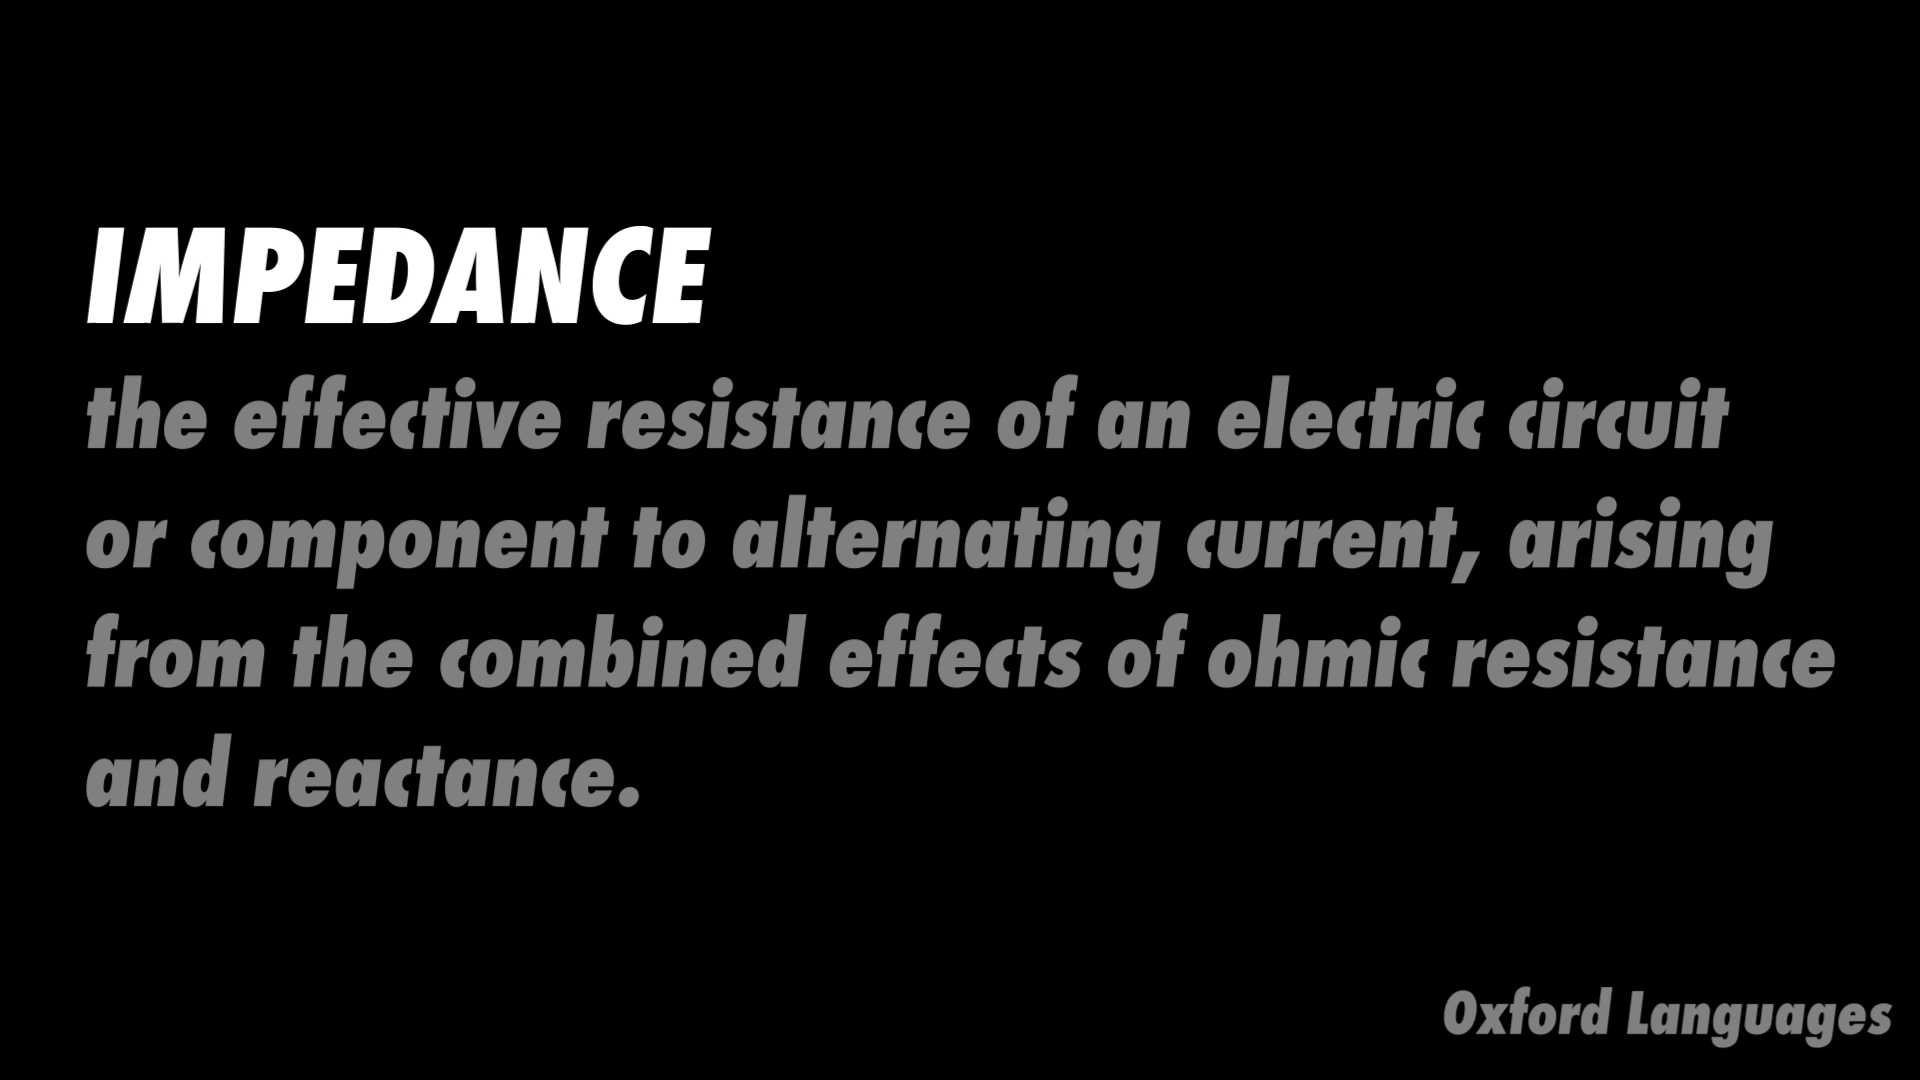 IMPEDANCE
the effective resistance of an electric circuit
or component to alternating current, arising
from the combined effects of ohmic resistance
and reactance.
Oxford Languages